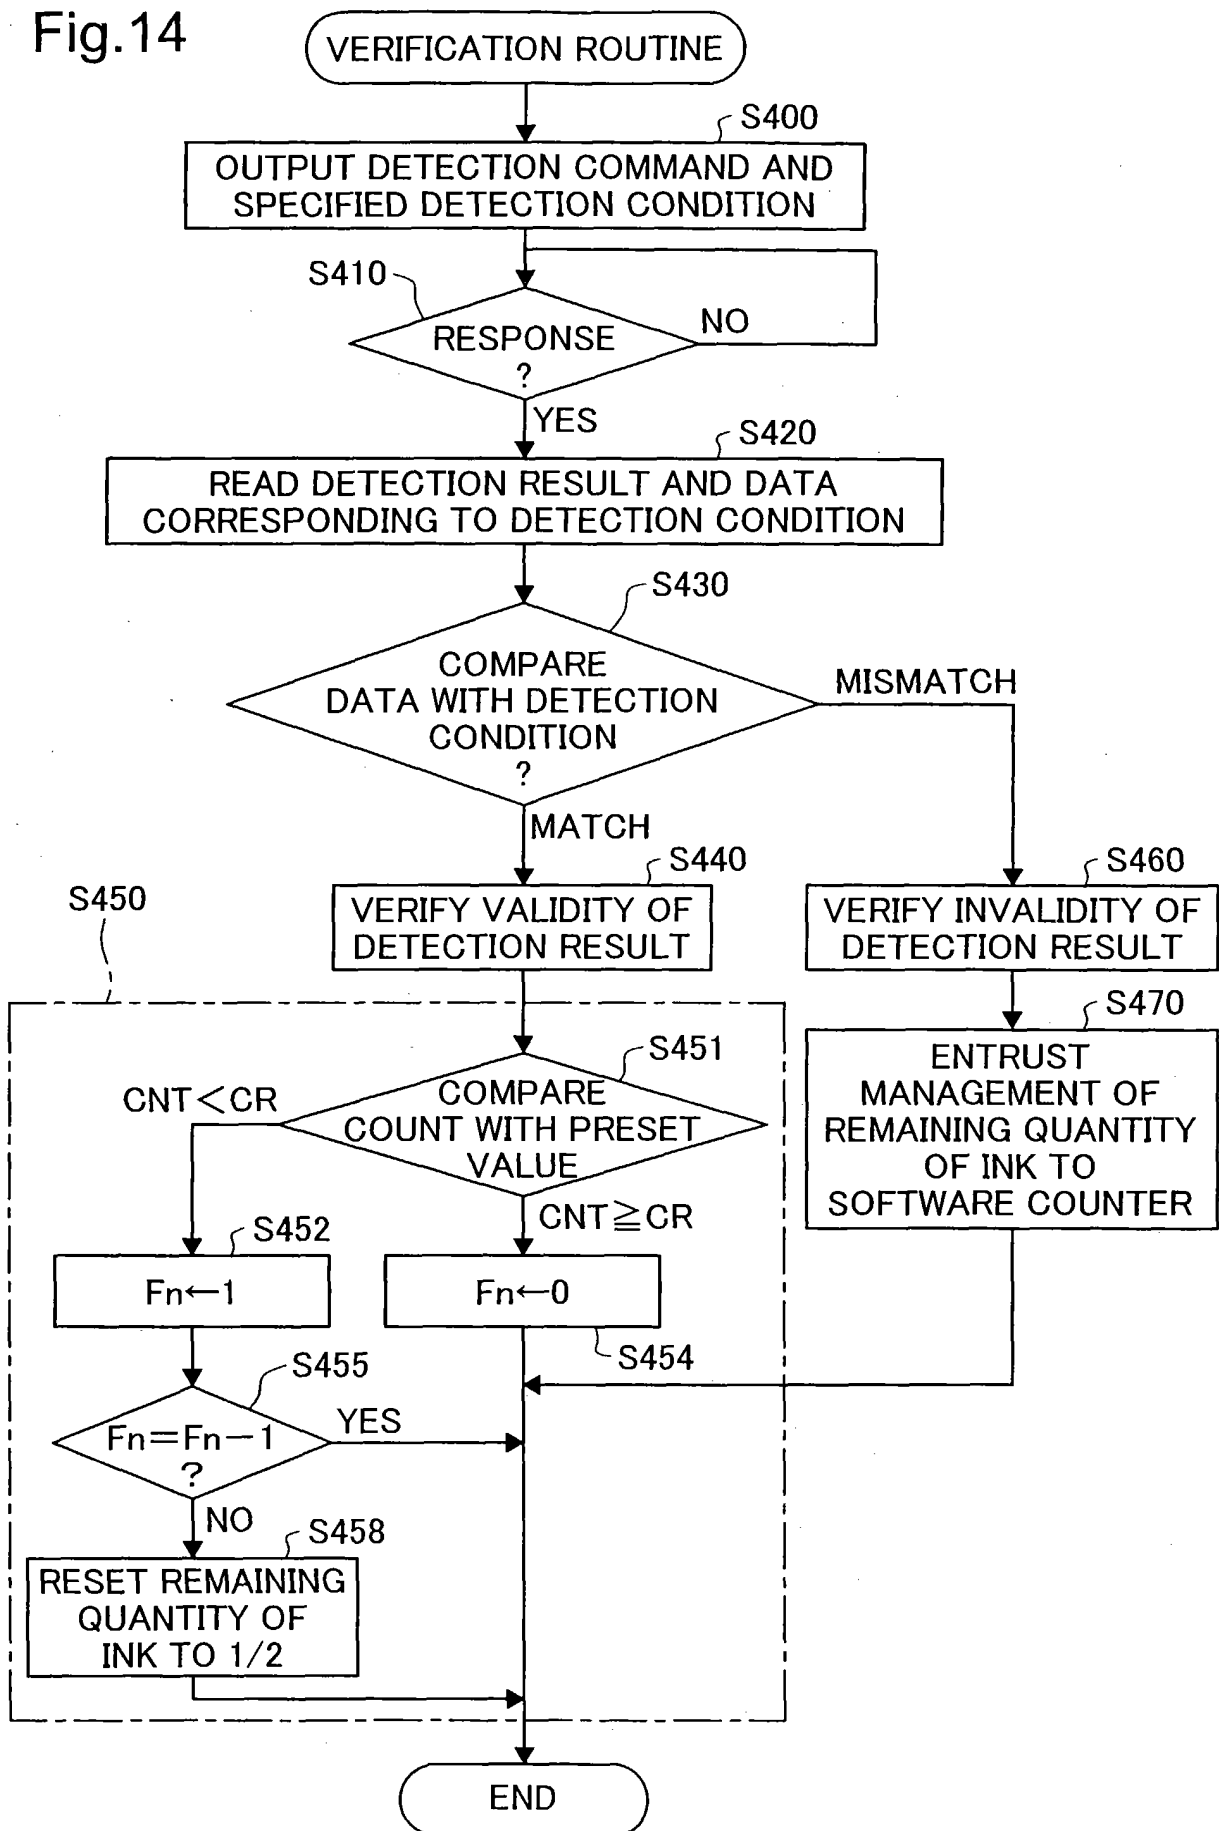 Fig.14
VERIFICATION ROUTINE
S400
OUTPUT DETECTION COMMAND AND
SPECIFIED DETECTION CONDITION
S410
RESPONSE
?
NO
YES
S420
READ DETECTION RESULT AND DATA
CORRESPONDING TO DETECTION CONDITION
S430
COMPARE
DATA WITH DETECTION
CONDITION
?
MISMATCH
MATCH
S440
VERIFY VALIDITY OF
DETECTION RESULT
S460
VERIFY INVALIDITY OF
DETECTION RESULT
S450
S470
ENTRUST
MANAGEMENT OF
REMAINING QUANTITY
OF INK TO
SOFTWARE COUNTER
S451
COMPARE
COUNT WITH PRESET
VALUE
CNT<CR
CNT≧CR
S452
Fn←1
Fn←0
S454
S455
Fn=Fn-1
?
YES
NO
S458
RESET REMAINING
QUANTITY OF
INK TO 1/2
END